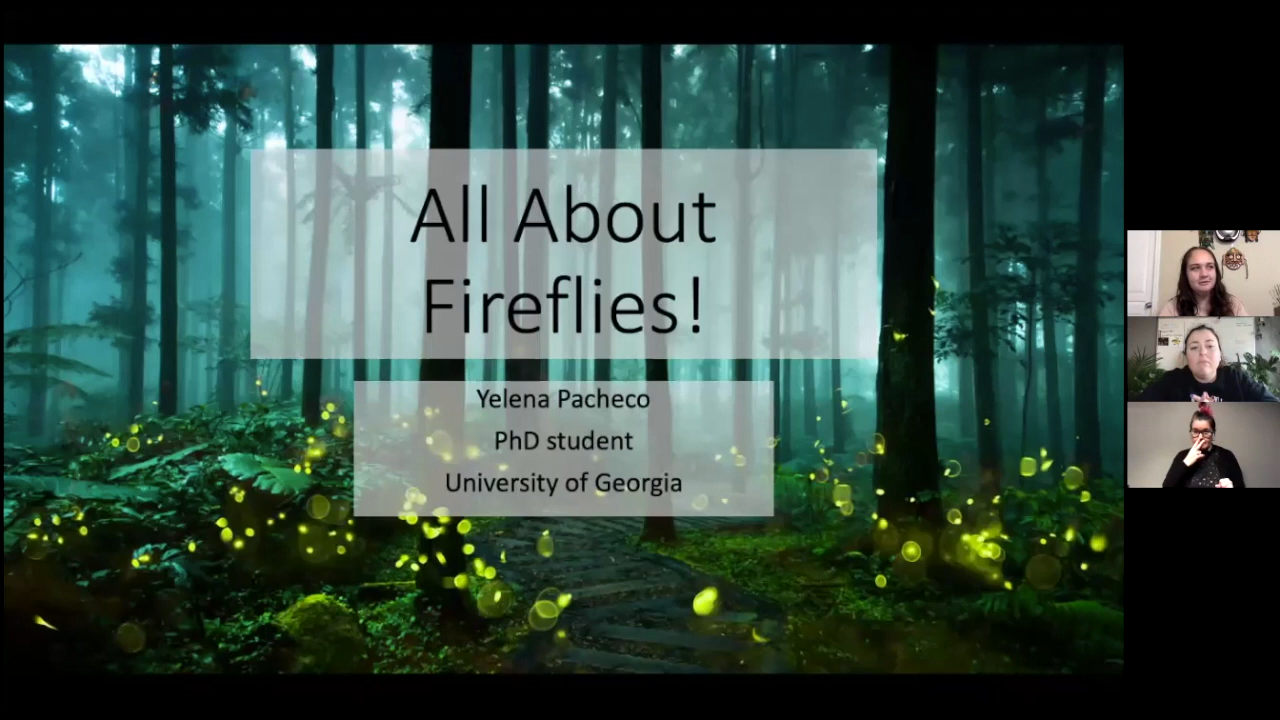 All About
Fireflies!
Yelena Pacheco
PhD student
University of Georgia